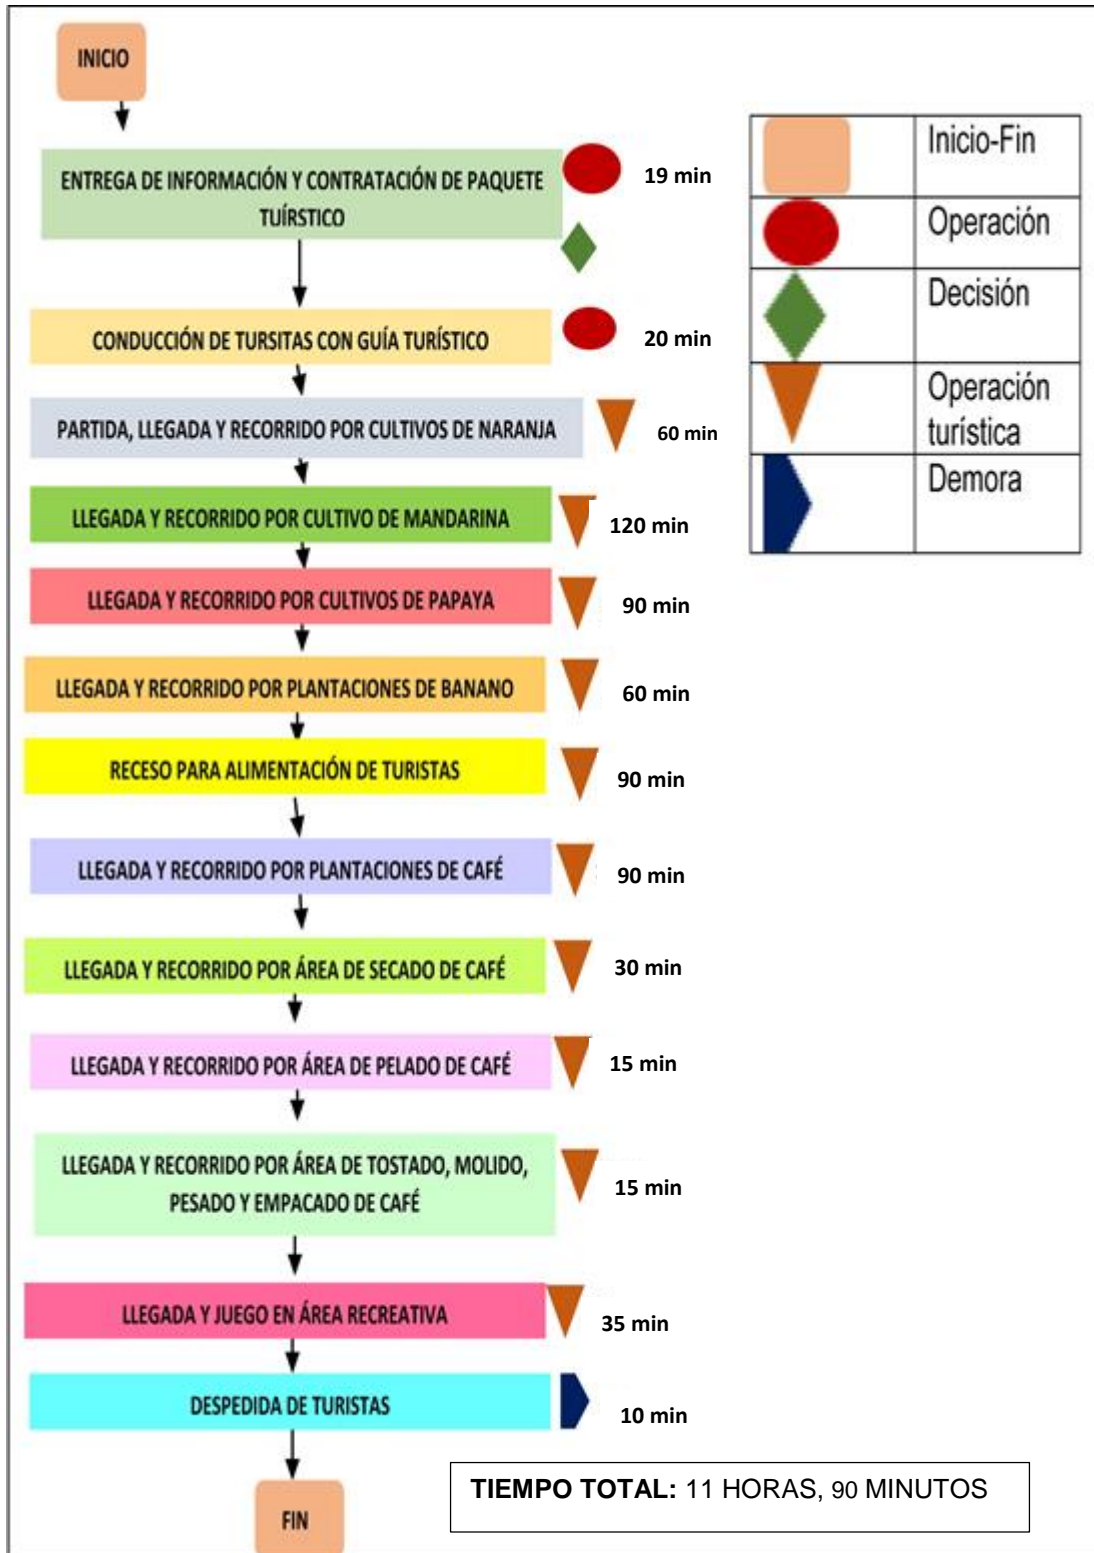 INICIO
ENTREGA DE INFORMACIÓN Y CONTRATACIÓN DE PAQUETE
TUÍRSTICO
19 min
CONDUCCIÓN DE TURSITAS CON GUÍA TURÍSTICO
20 min
PARTIDA, LLEGADA Y RECORRIDO POR CULTIVOS DE NARANJA
60 min
LLEGADA Y RECORRIDO POR CULTIVO DE MANDARINA
120 min
LLEGADA Y RECORRIDO POR CULTIVOS DE PAPAYA
90 min
LLEGADA Y RECORRIDO POR PLANTACIONES DE BANANO
60 min
RECESO PARA ALIMENTACIÓN DE TURISTAS
90 min
LLEGADA Y RECORRIDO POR PLANTACIONES DE CAFÉ
90 min
LLEGADA Y RECORRIDO POR ÁREA DE SECADO DE CAFÉ
30 min
LLEGADA Y RECORRIDO POR ÁREA DE PELADO DE CAFÉ
15 min
LLEGADA Y RECORRIDO POR ÁREA DE TOSTADO, MOLIDO,
PESADO Y EMPACADO DE CAFÉ
15 min
LLEGADA Y JUEGO EN ÁREA RECREATIVA
35 min
DESPEDIDA DE TURISTAS
10 min
FIN
TIEMPO TOTAL: 11 HORAS, 90 MINUTOS
Inicio-Fin
Operación
Decisión
Operación
turística
Demora